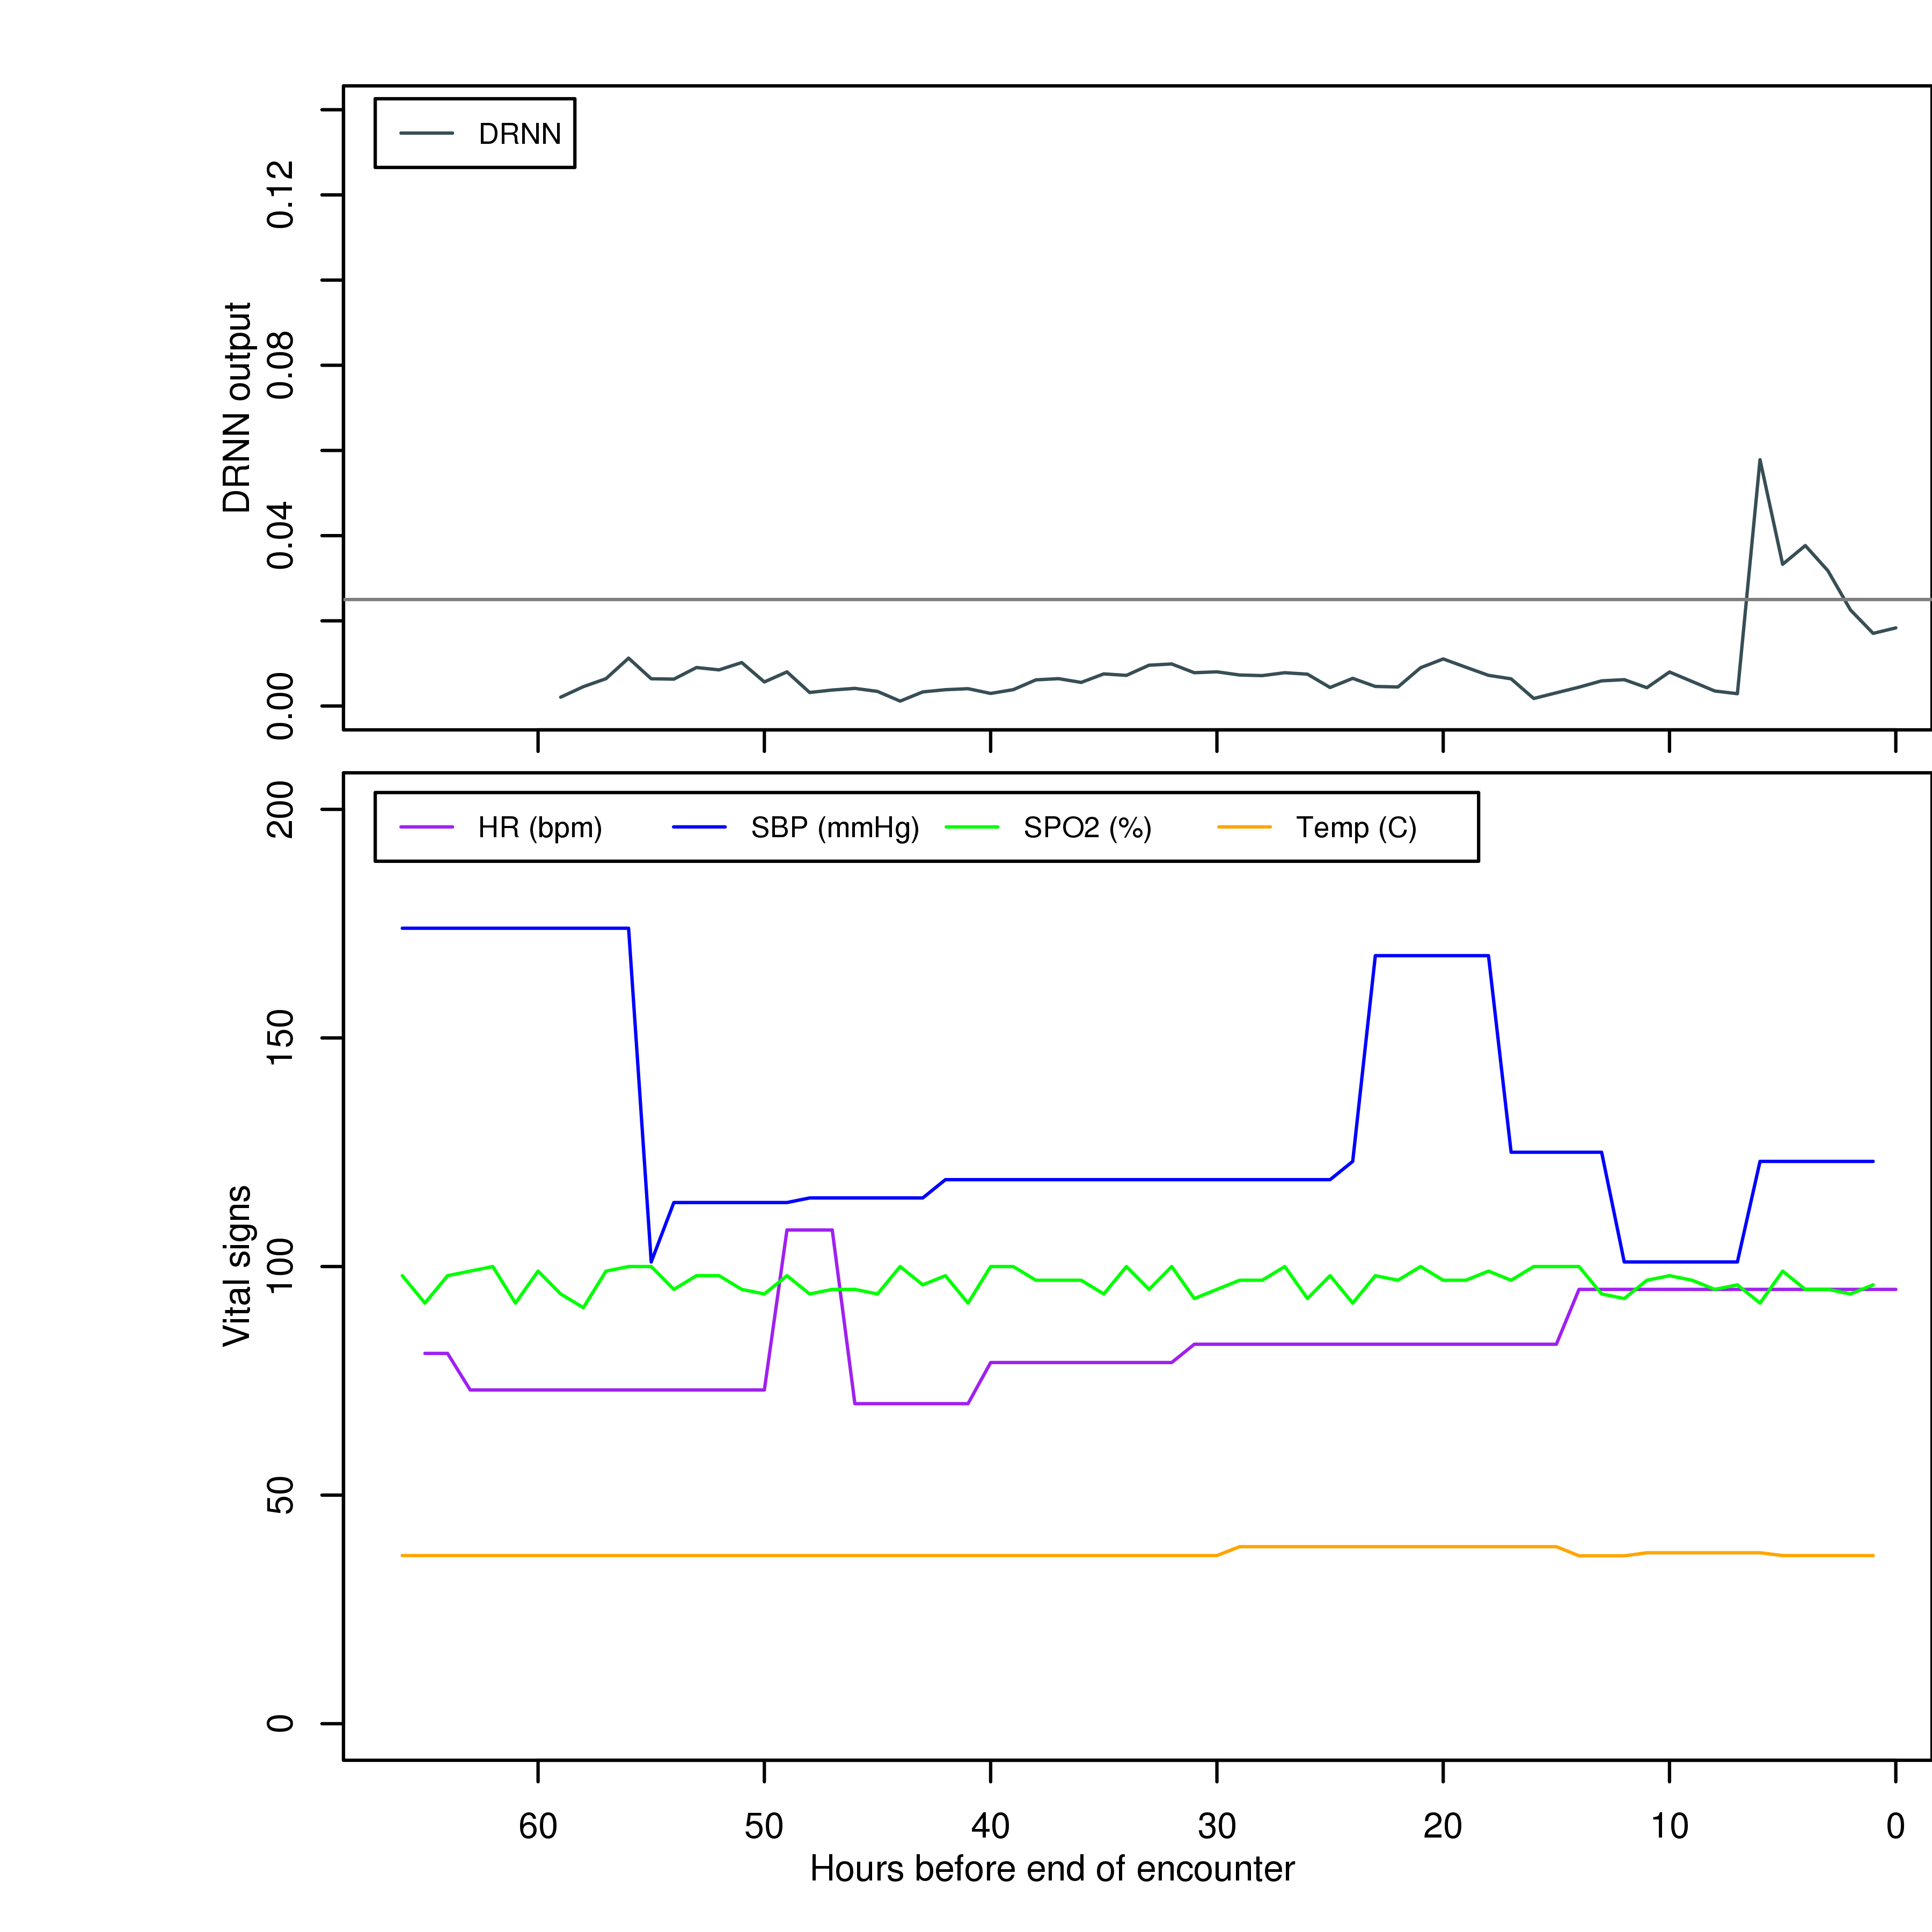 DRNN
0.12
0.08
0.04
0.00
DRNN output
HR (bpm) SBP (mmHg) SPO2 (%) Temp (C)
200
150
100
50
0
Vital signs
60 50 40 30 20 10 0
Hours before end of encounter